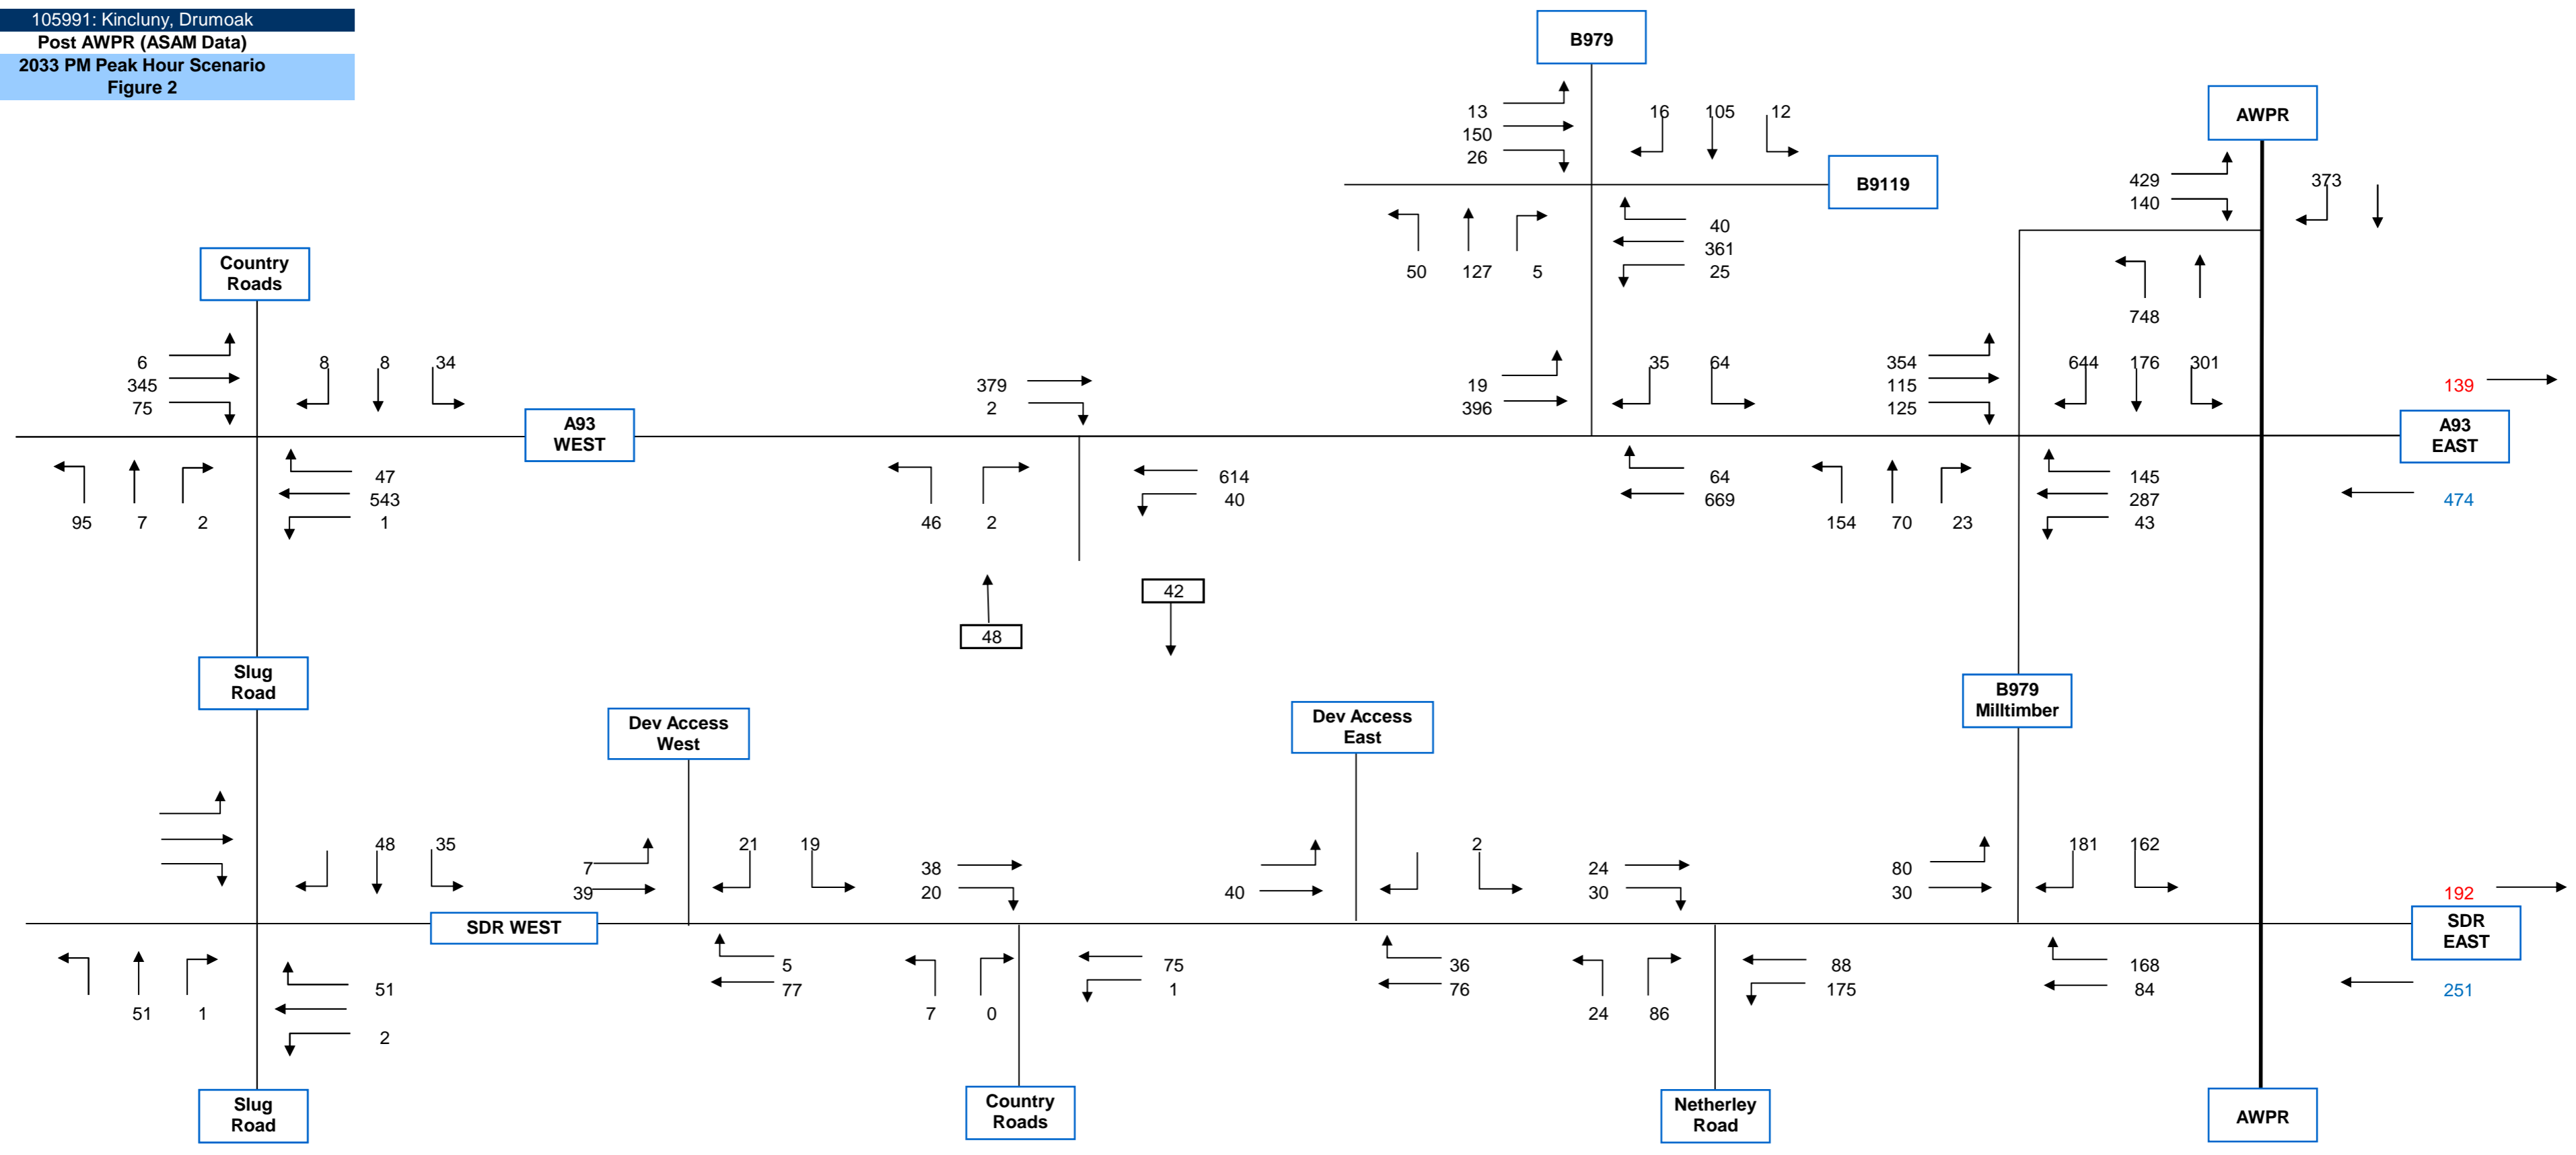 105991: Kincluny, Drumoak
Post AWPR (ASAM Data)
2033 PM Peak Hour Scenario
Figure 2
B979
AWPR
13
150
26
16 105 12
B9119
429
140
373
40
361
25
50 127 5
748
Country
Roads
6
345
75
8 8 34
A93
WEST
379
2
19
396
35 64
354
115
125
644 176 301
139
A93
EAST
47
543
1
95 7 2
46 2
614
40
64
669
154 70 23
145
287
43
474
42
48
Slug
Road
Dev Access
West
Dev Access
East
B979
Milltimber
48 35
7
39
21 19
38
20
40
2
24
30
80
30
181 162
192
SDR WEST
SDR
EAST
51
2
51 1
5
77
7 0
75
1
36
76
24 86
88
175
168
84
251
Slug
Road
Country
Roads
Netherley
Road
AWPR